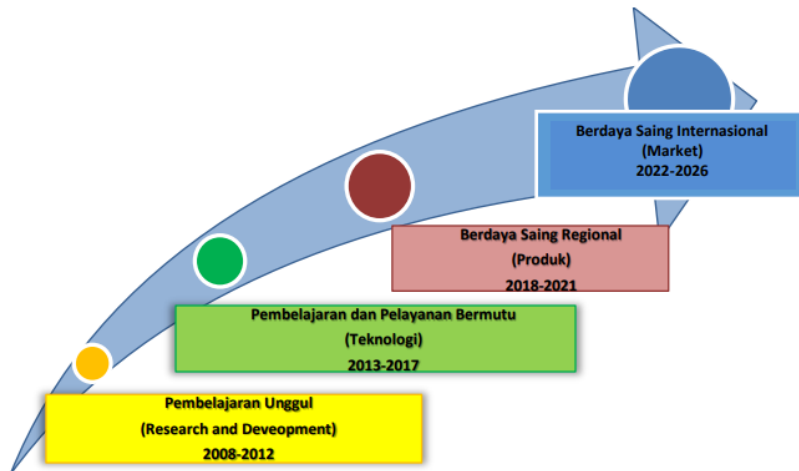 Berdaya Saing Internasional
(Market)
2022-2026
Berdaya Saing Regional
(Produk)
2018-2021
Pembelajaran dan Pelayanan Bermutu
(Teknologi)
2013-2017
Pembelajaran Unggul
(Research and Deveopment)
2008-2012